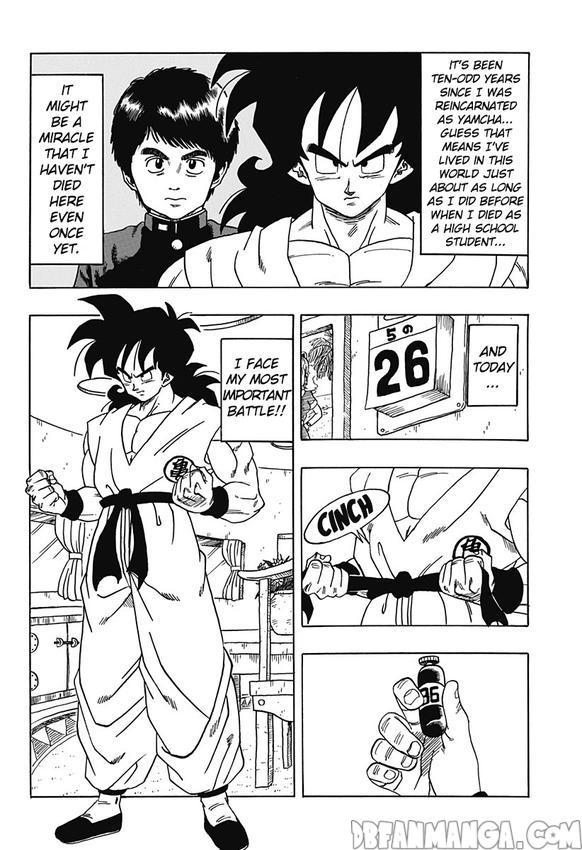 IT'S BEEN
TEN-ODD YEARS
SINCE I WAS
REINCARNATED
AS YAMCHA...
GUESS THAT
MEANS I'VE
LIVED IN THIS
WORLD JUST
ABOUT AS LONG
AS I DID BEFORE
WHEN I DIED AS
A HIGH SCHOOL
STUDENT...
IT
MIGHT
BE A
MIRACLE
THAT I
HAVEN'T
DIED
HERE
EVEN
ONCE
YET.
AND
TODAY
...
5の
26
CINCH
亀
36
I FACE
MY MOST
IMPORTANT
BATTLE!!
亀
DBFANMANGA.COM